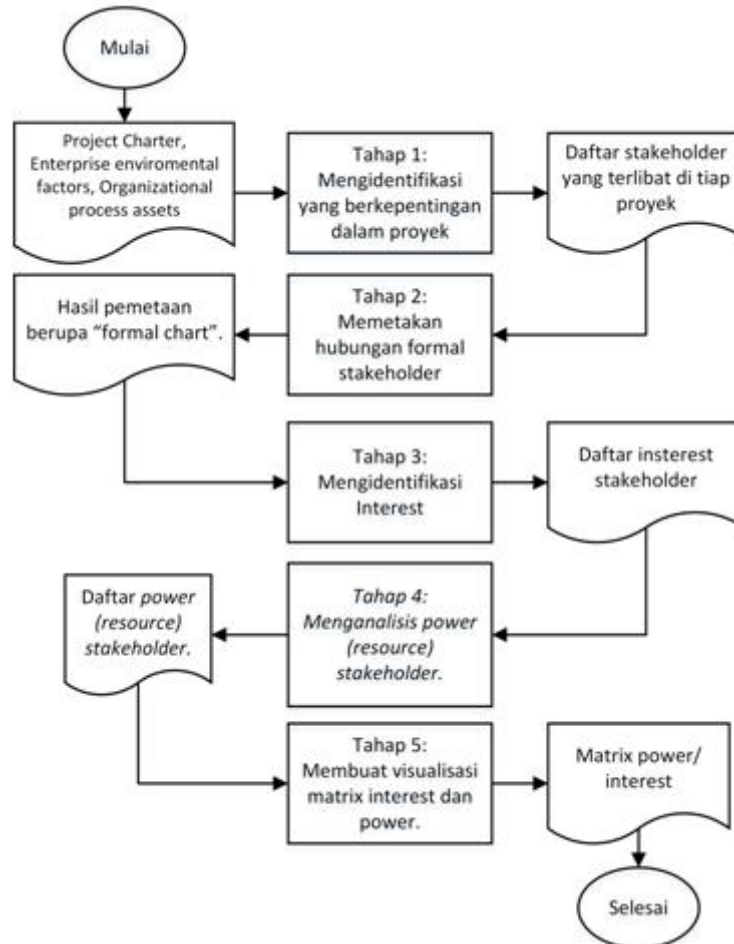 Mulai
Project Charter,
Enterprise enviromental
factors, Organizational
process assets
Tahap 1:
Mengidentifikasi
yang berkepentingan
dalam proyek
Daftar stakeholder
yang terlibat di tiap
proyek
Tahap 2:
Memetakan
hubungan formal
stakeholder
Hasil pemetaan
berupa “formal chart”.
Tahap 3:
Mengidentifikasi
Interest
Daftar insterest
stakeholder
Tahap 4:
Menganalisis power
(resource)
stakeholder.
Daftar power
(resource)
stakeholder.
Tahap 5:
Membuat visualisasi
matrix interest dan
power.
Matrix power/
interest
Selesai